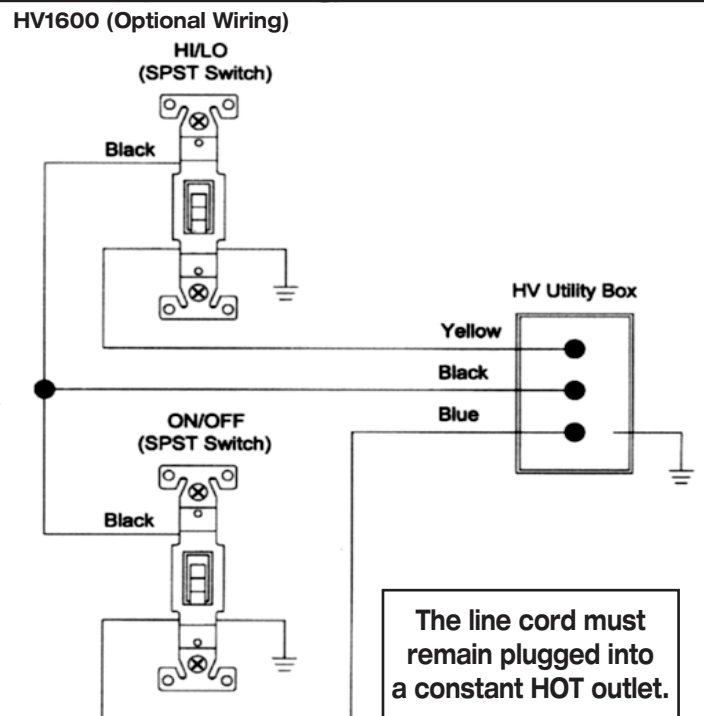 HV1600 (Optional Wiring)
HI/LO
(SPST Switch)
Black
HV Utility Box
Yellow
Black
Blue
ON/OFF
(SPST Switch)
Black
The line cord must
remain plugged into
a constant HOT outlet.